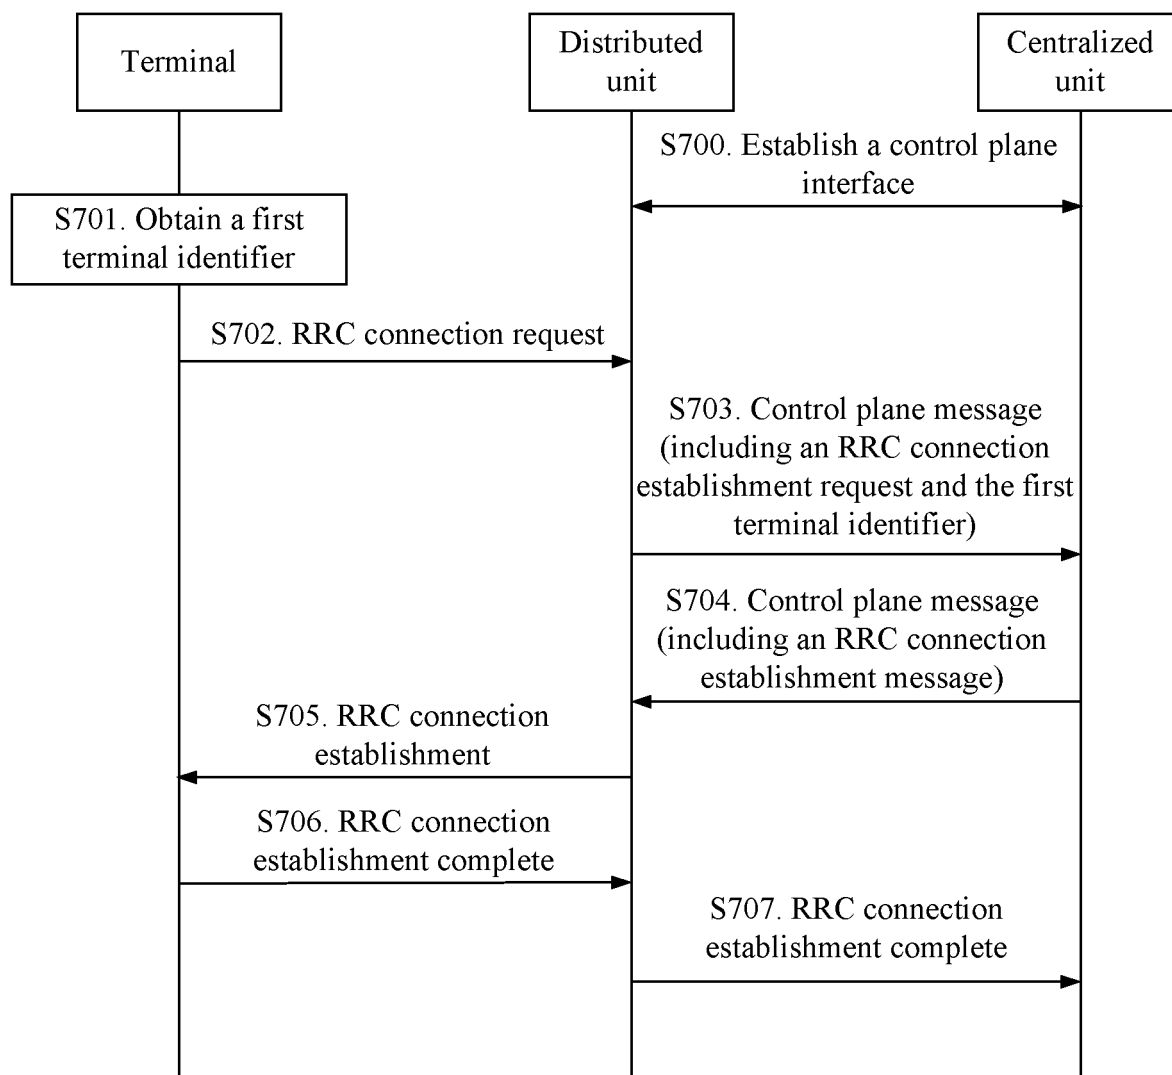 Terminal
Distributed
unit
Centralized
unit
S700. Establish a control plane
interface
S701. Obtain a first
terminal identifier
S702. RRC connection request
S703. Control plane message
(including an RRC connection
establishment request and the first
terminal identifier)
S704. Control plane message
(including an RRC connection
establishment message)
S705. RRC connection
establishment
S706. RRC connection
establishment complete
S707. RRC connection
establishment complete